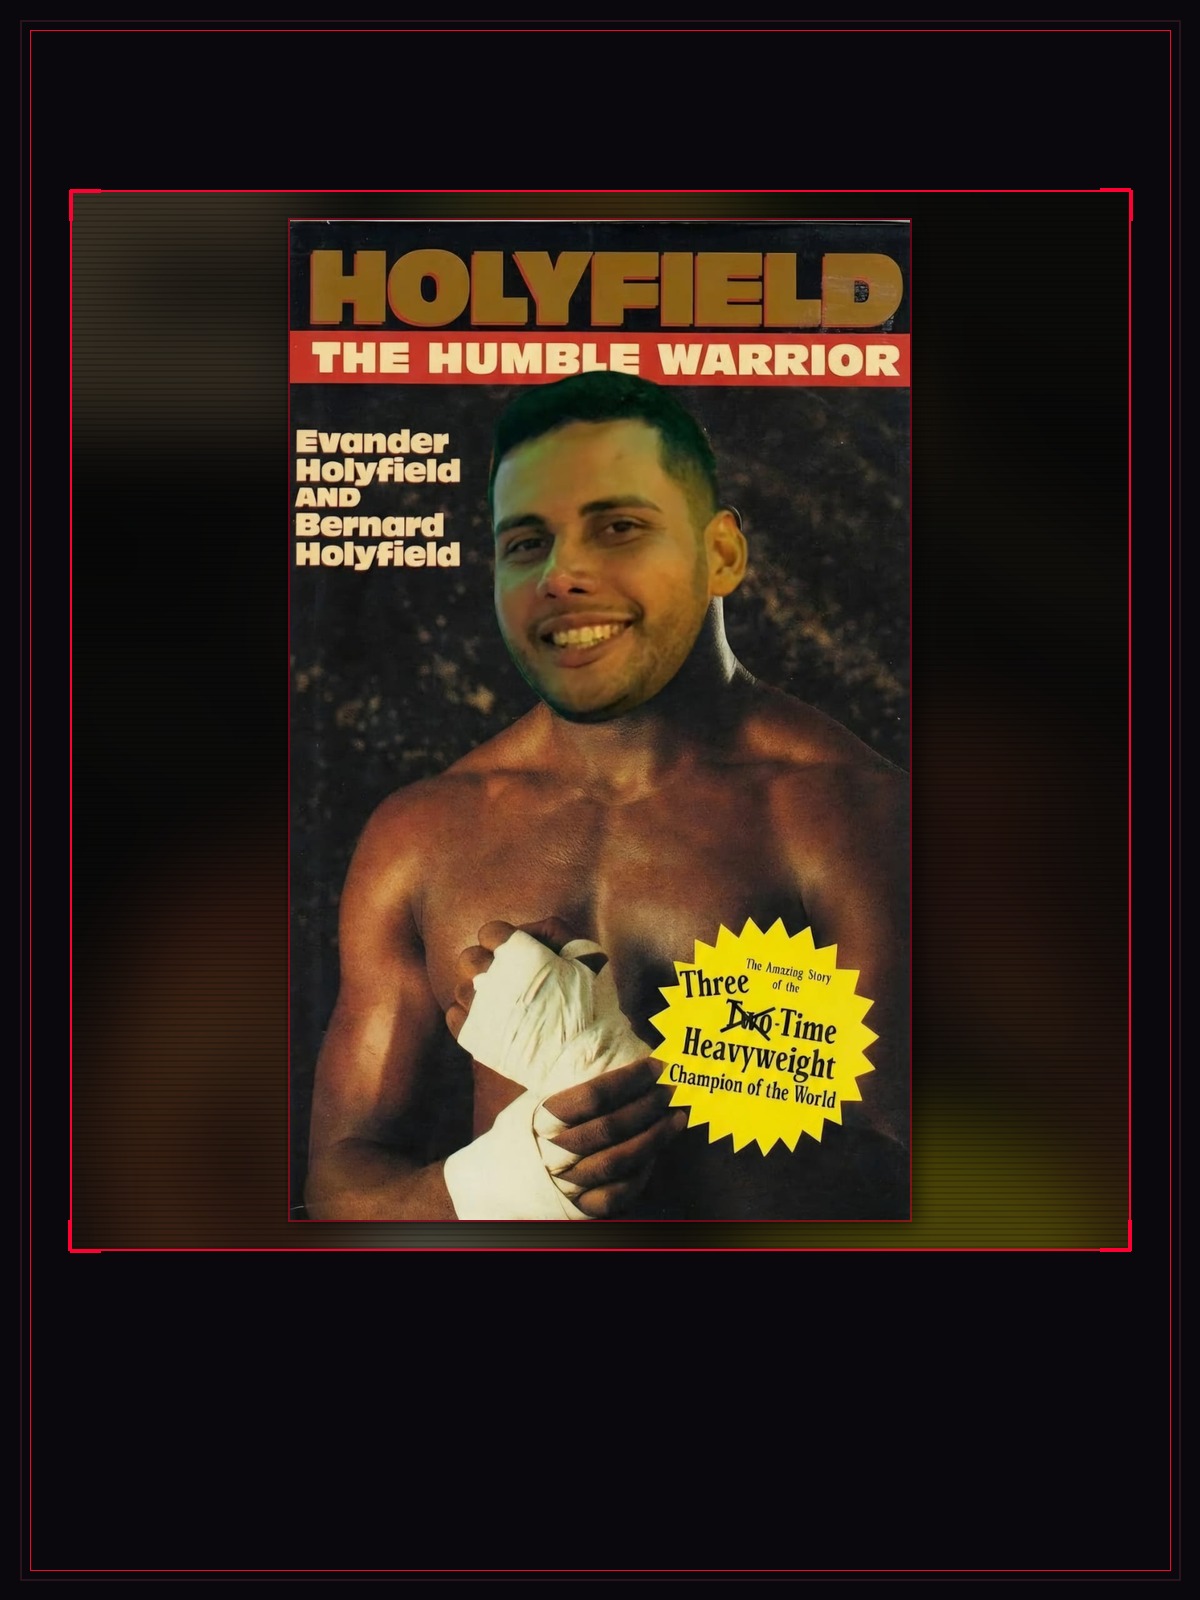 HOLYFIELD
THE HUMBLE WARRIOR
Evander
Holyfield
AND
Bernard
Holyfield
The Amazing Story
of the
Three
Two-Time
Heavyweight
Champion of the World